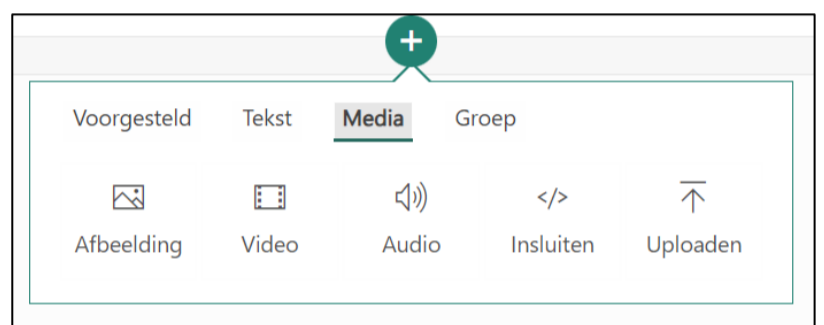 Voorgesteld Tekst Media Groep
Afbeelding Video Audio Insluiten Uploaden